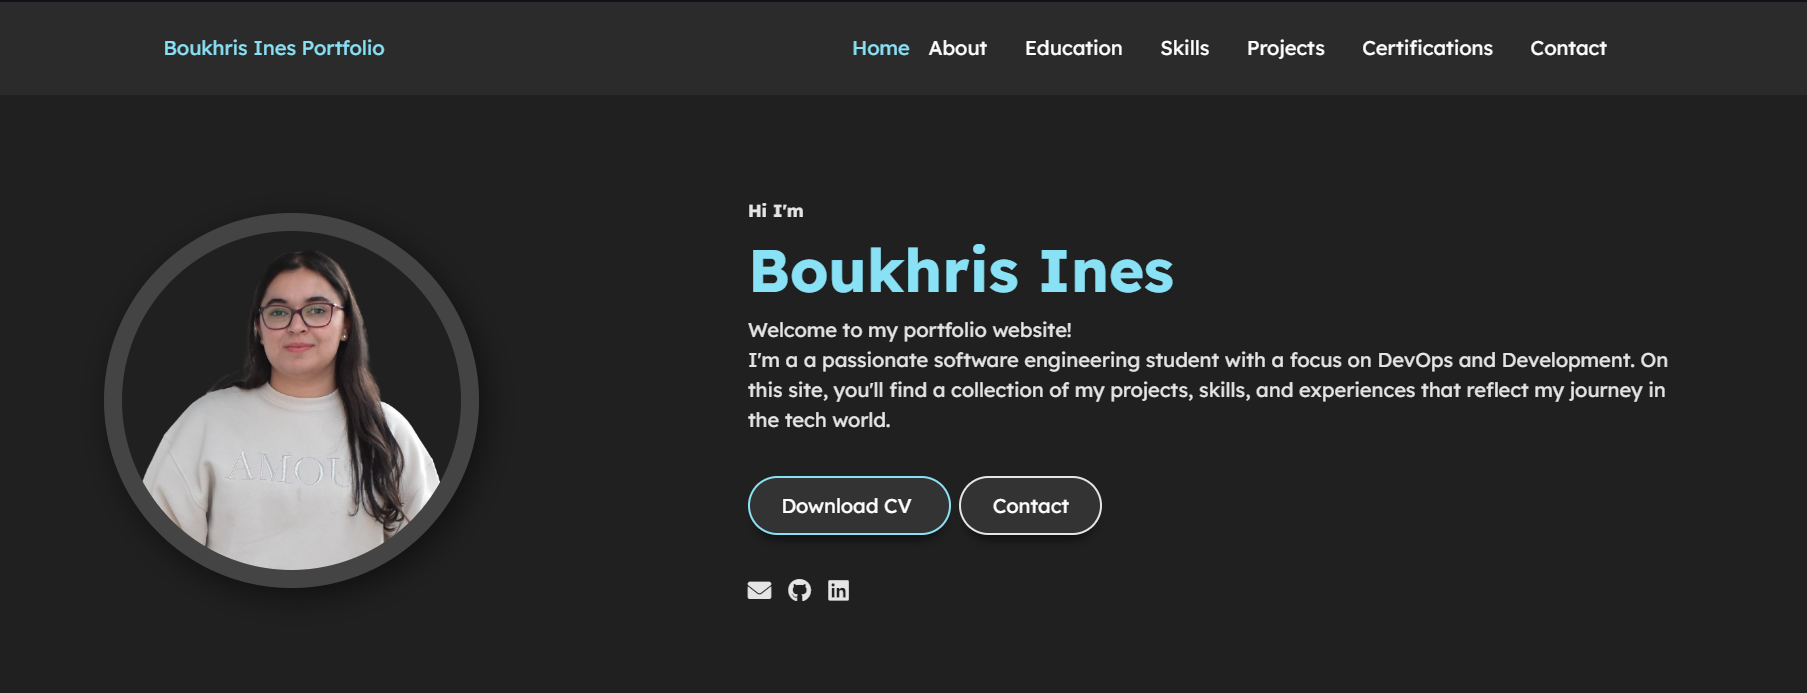 Boukhris Ines Portfolio
Home About Education Skills Projects Certifications Contact
Hi I'm
Boukhris Ines
Welcome to my portfolio website!
I'm a a passionate software engineering student with a focus on DevOps and Development. On
this site, you'll find a collection of my projects, skills, and experiences that reflect my journey in
the tech world.
AMOU
Download CV Contact
in